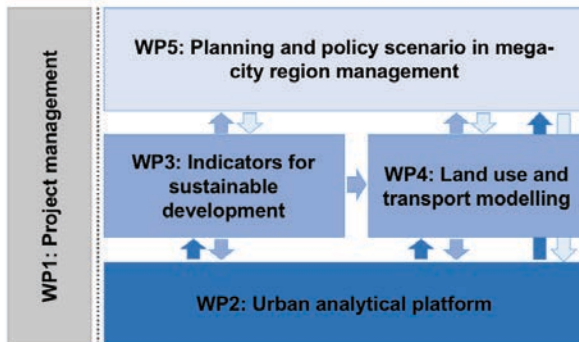 WP1: Project management
WP5: Planning and policy scenario in mega-
city region management
WP3: Indicators for
sustainable
development
WP4: Land use and
transport modelling
WP2: Urban analytical platform